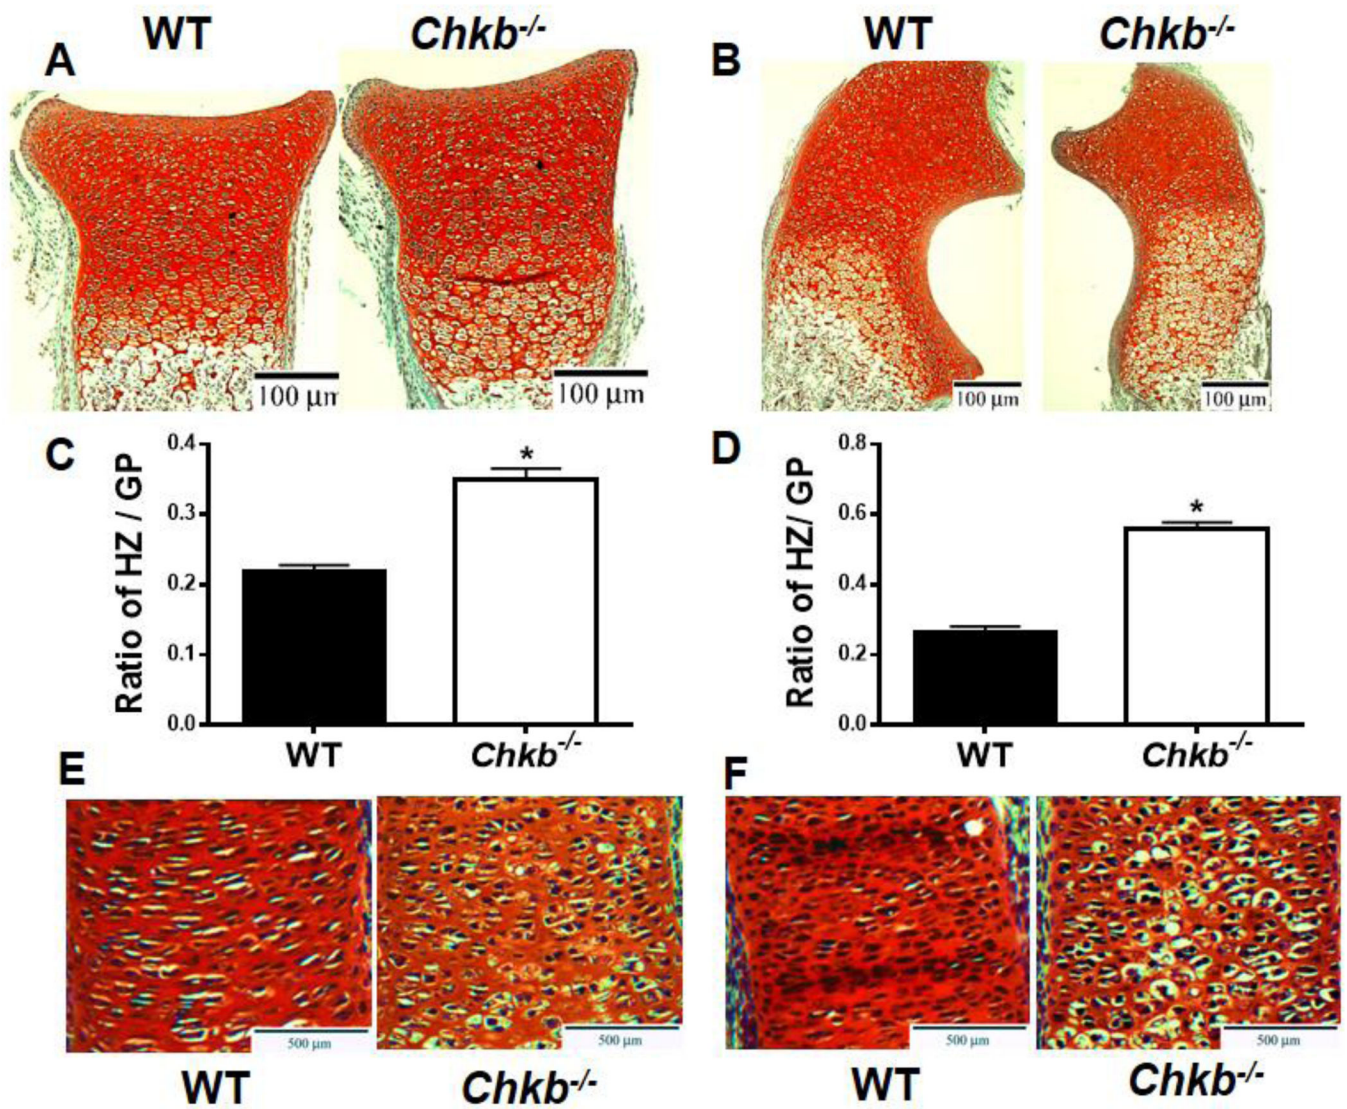 WT Chkb-/- WT Chkb-/-
A B
100 μm 100 μm 100 μm 100 μm
C D
0.4 * 0.8
0.3 0.6 *
0.2 0.4
0.1 0.2
0.0 0.0
Ratio of HZ / GP Ratio of HZ/ GP
WT Chkb-/- WT Chkb-/-
E F
500 μm 500 μm 500 μm 500 μm
WT Chkb-/- WT Chkb-/-